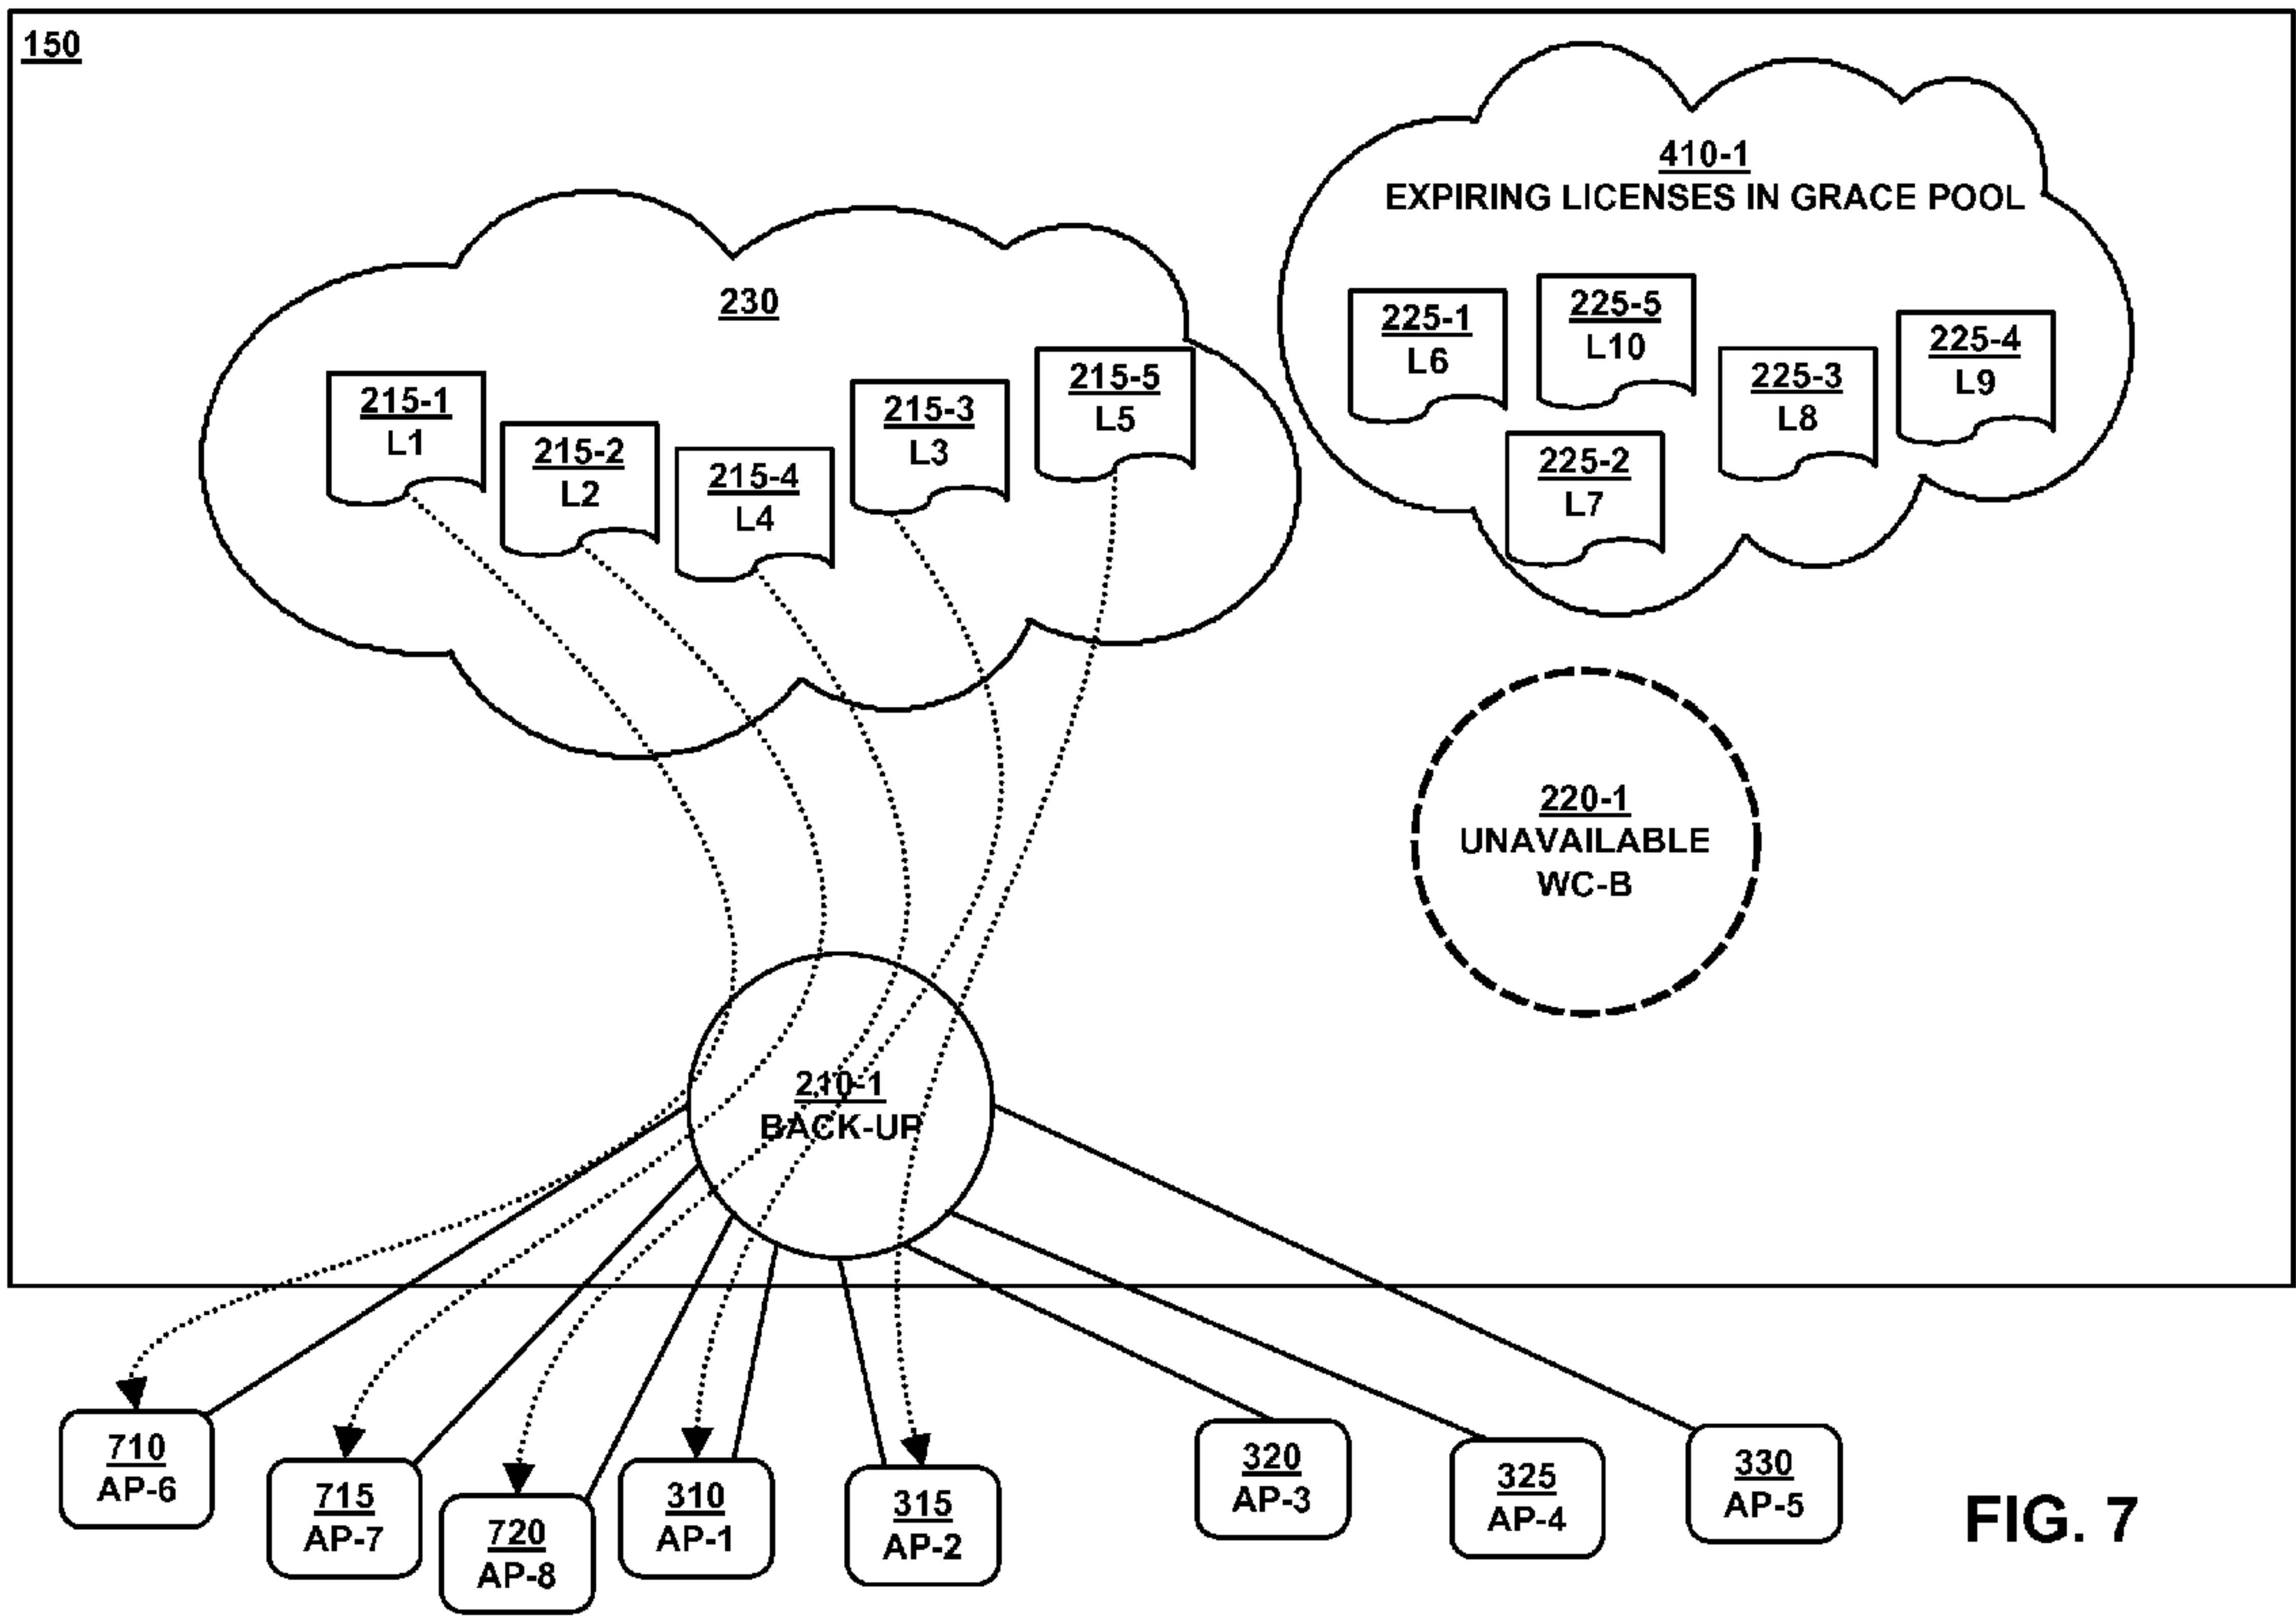 150
410-1
EXPIRING LICENSES IN GRACE POOL
230
225-1
L6
225-5
L10
225-3
L8
225-4
L9
225-2
L7
215-1
L1
215-2
L2
215-4
L4
215-3
L3
215-5
L5
220-1
UNAVAILABLE
WC-B
210-1
BACK-UP
710
AP-6
715
AP-7
720
AP-8
310
AP-1
315
AP-2
320
AP-3
325
AP-4
330
AP-5
FIG. 7